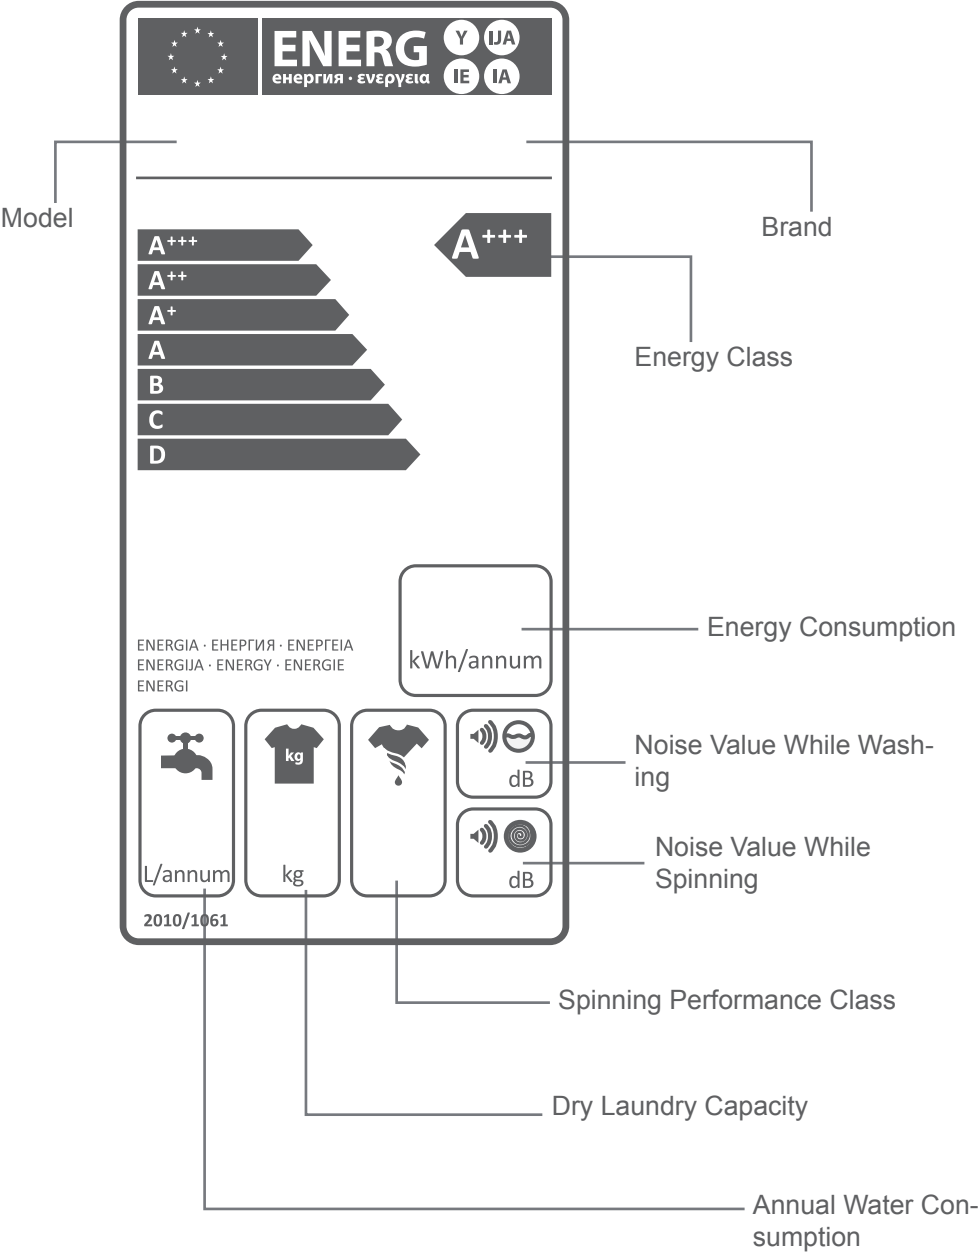 ENERG Y IJA
енергия · ενεργεια IE IA
Model
Brand
A+++
A+++
A++
A+
A
B
C
D
Energy Class
kWh/annum
Energy Consumption
ENERGIA · ЕНЕРГИЯ · ΕΝΕΡΓΕΙΑ
ENERGIJA · ENERGY · ENERGIE
ENERGI
kg
dB
Noise Value While Wash-
ing
L/annum
kg
dB
Noise Value While
Spinning
2010/1061
Spinning Performance Class
Dry Laundry Capacity
Annual Water Con-
sumption